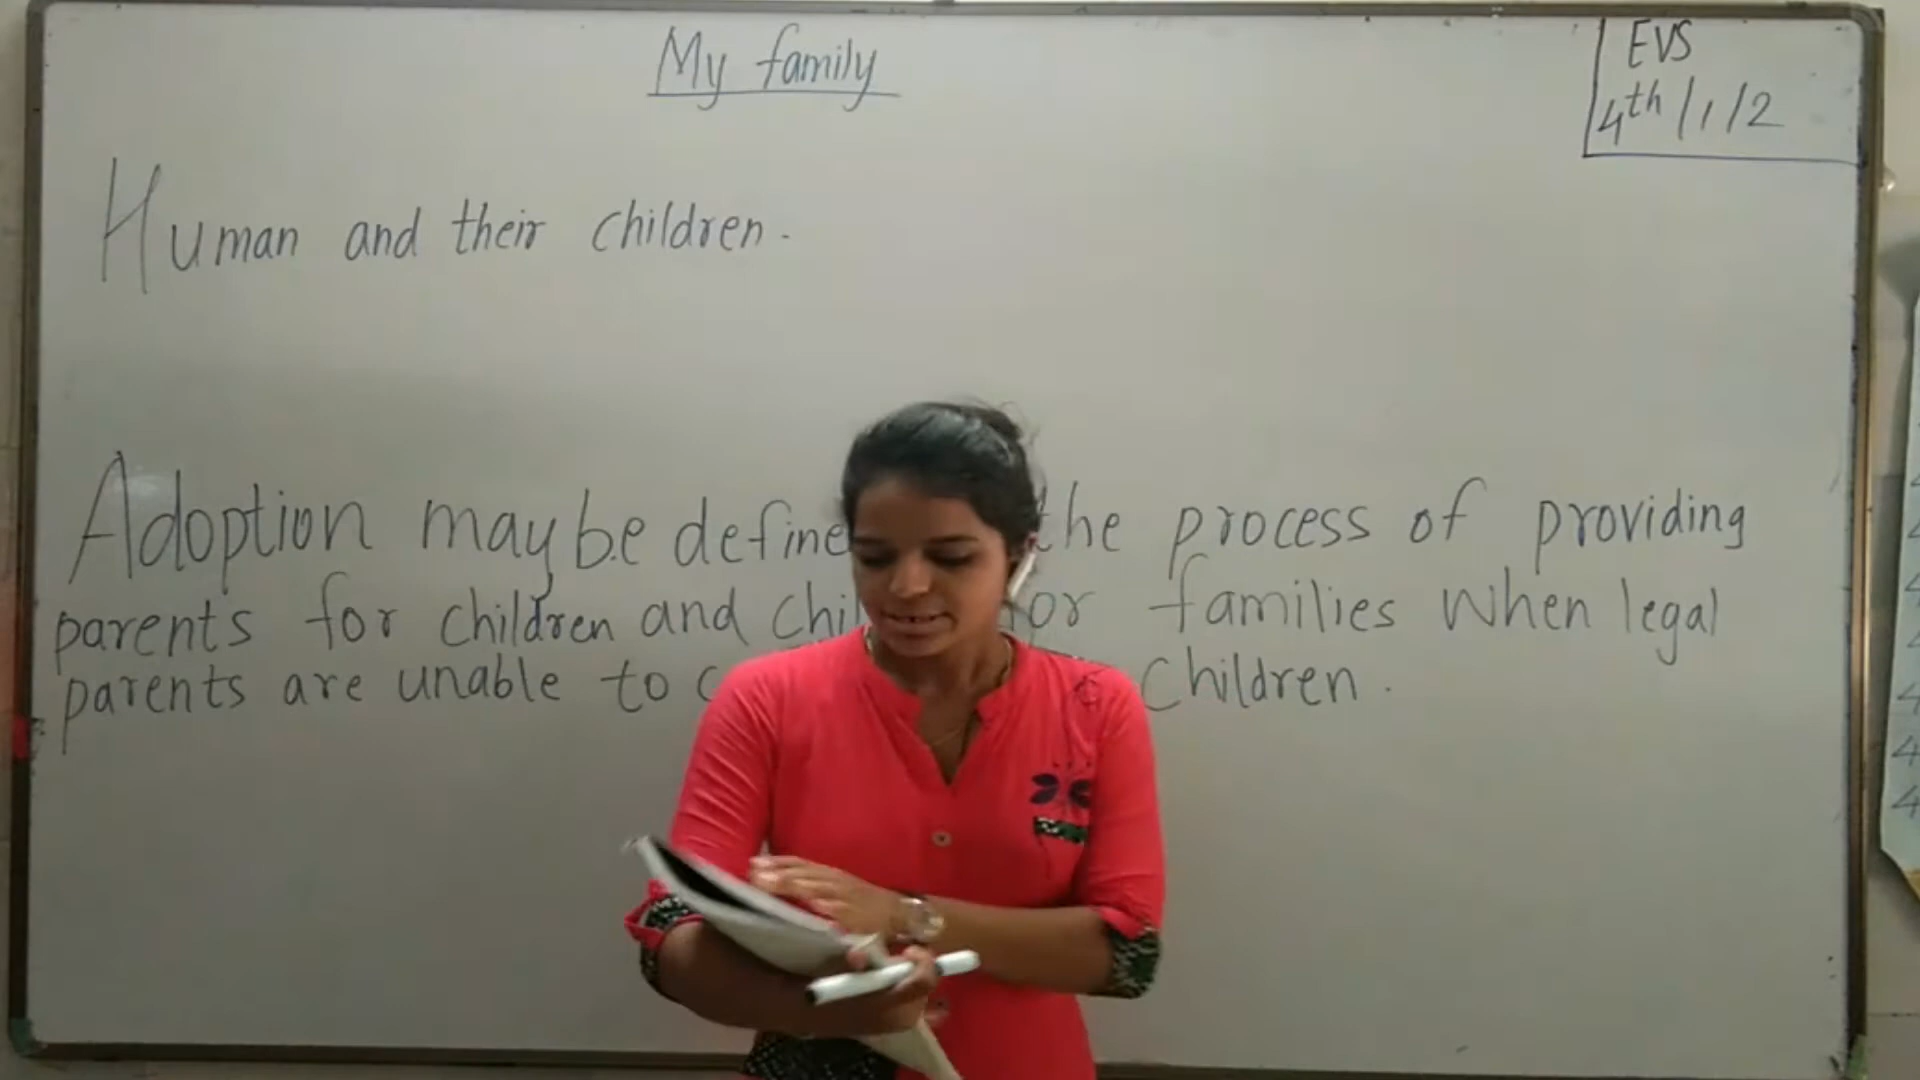 My family
EVS
4th/1/2
Human and their children.
Adoption may be define the process of providing
parents for children and chi or families when legal
parents are unable to c children.